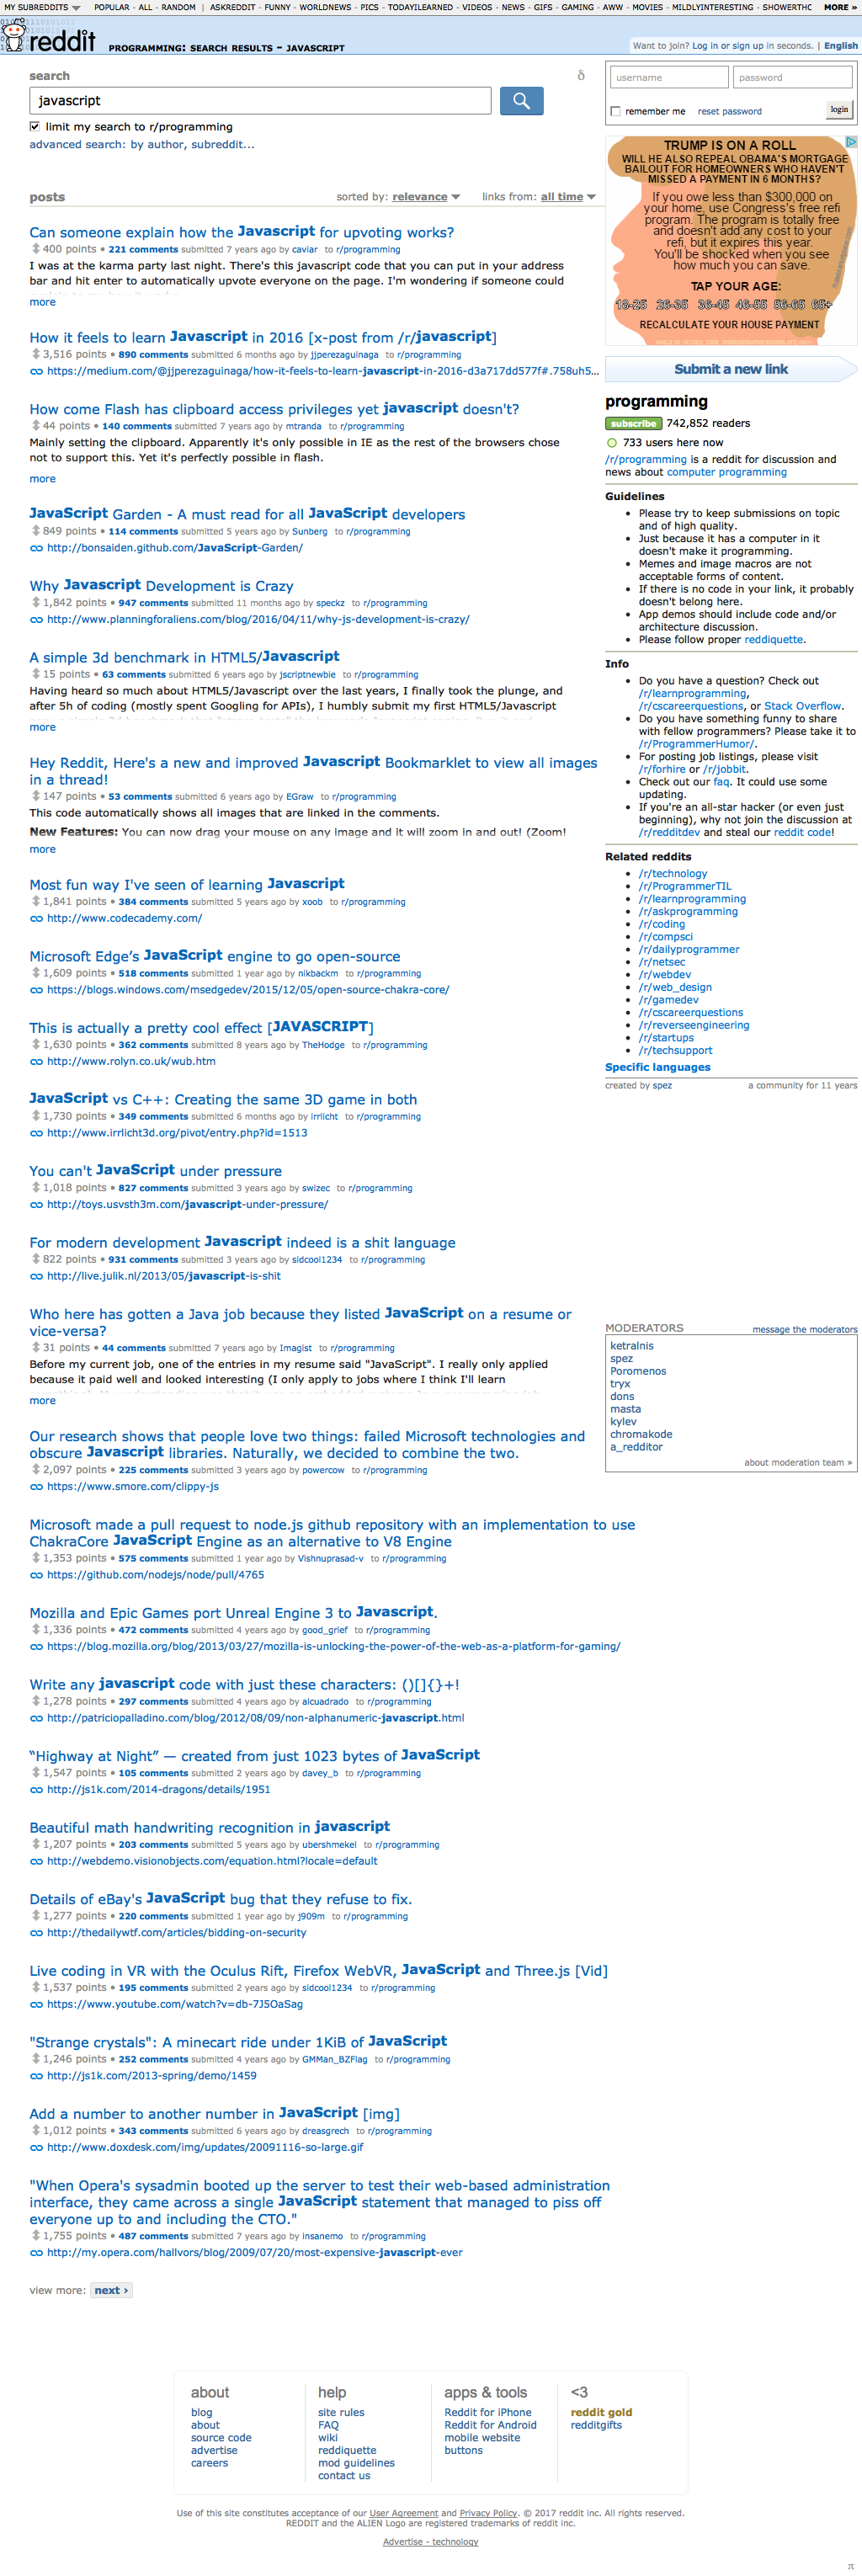 MY SUBREDDITS POPULAR - ALL - RANDOM | ASKREDDIT - FUNNY - WORLDNEWS - PICS - TODAYILEARNED - VIDEOS - NEWS - GIFS - GAMING - AWW - MOVIES - MILDLYINTERESTING - SHOWERTHC MORE »
reddit PROGRAMMING: SEARCH RESULTS - JAVASCRIPT
Want to join? Log in or sign up in seconds. | English
search
javascript
limit my search to r/programming
advanced search: by author, subreddit...
posts sorted by: relevance links from: all time
Can someone explain how the Javascript for upvoting works?
400 points • 221 comments submitted 7 years ago by caviar to r/programming
I was at the karma party last night. There's this javascript code that you can put in your address
bar and hit enter to automatically upvote everyone on the page. I'm wondering if someone could
more
How it feels to learn Javascript in 2016 [x-post from /r/javascript]
3,516 points • 890 comments submitted 6 months ago by jjperezaguinaga to r/programming
https://medium.com/@jjperezaguinaga/how-it-feels-to-learn-javascript-in-2016-d3a717dd577f#.758uh5...
How come Flash has clipboard access privileges yet javascript doesn't?
44 points • 140 comments submitted 7 years ago by mtranda to r/programming
Mainly setting the clipboard. Apparently it's only possible in IE as the rest of the browsers chose
not to support this. Yet it's perfectly possible in flash.
more
JavaScript Garden - A must read for all JavaScript developers
849 points • 114 comments submitted 5 years ago by Sunberg to r/programming
http://bonsaiden.github.com/JavaScript-Garden/
Why Javascript Development is Crazy
1,842 points • 947 comments submitted 11 months ago by speckz to r/programming
http://www.planningforaliens.com/blog/2016/04/11/why-js-development-is-crazy/
A simple 3d benchmark in HTML5/Javascript
15 points • 63 comments submitted 6 years ago by jscriptnewbie to r/programming
Having heard so much about HTML5/Javascript over the last years, I finally took the plunge, and
after 5h of coding (mostly spent Googling for APIs), I humbly submit my first HTML5/Javascript
more
Hey Reddit, Here's a new and improved Javascript Bookmarklet to view all images
in a thread!
147 points • 53 comments submitted 6 years ago by EGraw to r/programming
This code automatically shows all images that are linked in the comments.
New Features: You can now drag your mouse on any image and it will zoom in and out! (Zoom!
more
Most fun way I've seen of learning Javascript
1,841 points • 384 comments submitted 5 years ago by xoob to r/programming
http://www.codecademy.com/
Microsoft Edge’s JavaScript engine to go open-source
1,609 points • 518 comments submitted 1 year ago by nikbackm to r/programming
https://blogs.windows.com/msedgedev/2015/12/05/open-source-chakra-core/
This is actually a pretty cool effect [JAVASCRIPT]
1,630 points • 362 comments submitted 8 years ago by TheHodge to r/programming
http://www.rolyn.co.uk/wub.htm
JavaScript vs C++: Creating the same 3D game in both
1,730 points • 349 comments submitted 6 months ago by irrlicht to r/programming
http://www.irrlicht3d.org/pivot/entry.php?id=1513
You can't JavaScript under pressure
1,018 points • 827 comments submitted 3 years ago by swizec to r/programming
http://toys.usvsth3m.com/javascript-under-pressure/
For modern development Javascript indeed is a shit language
822 points • 931 comments submitted 3 years ago by sidcool1234 to r/programming
http://live.julik.nl/2013/05/javascript-is-shit
Who here has gotten a Java job because they listed JavaScript on a resume or
vice-versa?
31 points • 44 comments submitted 7 years ago by Imagist to r/programming
Before my current job, one of the entries in my resume said "JavaScript". I really only applied
because it paid well and looked interesting (I only apply to jobs where I think I'll learn
more
Our research shows that people love two things: failed Microsoft technologies and
obscure Javascript libraries. Naturally, we decided to combine the two.
2,097 points • 225 comments submitted 3 years ago by powercow to r/programming
https://www.smore.com/clippy-js
Microsoft made a pull request to node.js github repository with an implementation to use
ChakraCore JavaScript Engine as an alternative to V8 Engine
1,353 points • 575 comments submitted 1 year ago by Vishnuprasad-v to r/programming
https://github.com/nodejs/node/pull/4765
Mozilla and Epic Games port Unreal Engine 3 to Javascript.
1,336 points • 472 comments submitted 4 years ago by good_grief to r/programming
https://blog.mozilla.org/blog/2013/03/27/mozilla-is-unlocking-the-power-of-the-web-as-a-platform-for-gaming/
Write any javascript code with just these characters: ()[]{}+!
1,278 points • 297 comments submitted 4 years ago by alcuadrado to r/programming
http://patriciopalladino.com/blog/2012/08/09/non-alphanumeric-javascript.html
“Highway at Night” — created from just 1023 bytes of JavaScript
1,547 points • 105 comments submitted 2 years ago by davey_b to r/programming
http://js1k.com/2014-dragons/details/1951
Beautiful math handwriting recognition in javascript
1,207 points • 203 comments submitted 5 years ago by ubershmekel to r/programming
http://webdemo.visionobjects.com/equation.html?locale=default
Details of eBay's JavaScript bug that they refuse to fix.
1,277 points • 220 comments submitted 1 year ago by j909m to r/programming
http://thedailywtf.com/articles/bidding-on-security
Live coding in VR with the Oculus Rift, Firefox WebVR, JavaScript and Three.js [Vid]
1,537 points • 195 comments submitted 2 years ago by sidcool1234 to r/programming
https://www.youtube.com/watch?v=db-7J5OaSag
"Strange crystals": A minecart ride under 1KiB of JavaScript
1,246 points • 252 comments submitted 4 years ago by GMMan_BZFlag to r/programming
http://js1k.com/2013-spring/demo/1459
Add a number to another number in JavaScript [img]
1,012 points • 343 comments submitted 6 years ago by dreasgrech to r/programming
http://www.doxdesk.com/img/updates/20091116-so-large.gif
"When Opera's sysadmin booted up the server to test their web-based administration
interface, they came across a single JavaScript statement that managed to piss off
everyone up to and including the CTO."
1,755 points • 487 comments submitted 7 years ago by insanemo to r/programming
http://my.opera.com/hallvors/blog/2009/07/20/most-expensive-javascript-ever
view more: next ›
username password
remember me reset password login
TRUMP IS ON A ROLL
WILL HE ALSO REPEAL OBAMA'S MORTGAGE
BAILOUT FOR HOMEOWNERS WHO HAVEN'T
MISSED A PAYMENT IN 6 MONTHS?
If you owe less than $300,000 on
your home, use Congress's free refi
program. The program is totally free
and doesn't add any cost to your
refi, but it expires this year.
You'll be shocked when you see
how much you can save.
TAP YOUR AGE:
18-25 26-35 36-45 46-55 56-65 65+
RECALCULATE YOUR HOUSE PAYMENT
Submit a new link
programming
subscribe 742,852 readers
733 users here now
/r/programming is a reddit for discussion and
news about computer programming
Guidelines
• Please try to keep submissions on topic
and of high quality.
• Just because it has a computer in it
doesn't make it programming.
• Memes and image macros are not
acceptable forms of content.
• If there is no code in your link, it probably
doesn't belong here.
• App demos should include code and/or
architecture discussion.
• Please follow proper reddiquette.
Info
• Do you have a question? Check out
/r/learnprogramming,
/r/cscareerquestions, or Stack Overflow.
• Do you have something funny to share
with fellow programmers? Please take it to
/r/ProgrammerHumor/.
• For posting job listings, please visit
/r/forhire or /r/jobbit.
• Check out our faq. It could use some
updating.
• If you're an all-star hacker (or even just
beginning), why not join the discussion at
/r/redditdev and steal our reddit code!
Related reddits
• /r/technology
• /r/ProgrammerTIL
• /r/learnprogramming
• /r/askprogramming
• /r/coding
• /r/compsci
• /r/dailyprogrammer
• /r/netsec
• /r/webdev
• /r/web_design
• /r/gamedev
• /r/cscareerquestions
• /r/reverseengineering
• /r/startups
• /r/techsupport
Specific languages
created by spez a community for 11 years
MODERATORS message the moderators
ketralnis
spez
Poromenos
tryx
dons
masta
kylev
chromakode
a_redditor
about moderation team »
about
blog
about
source code
advertise
careers
help
site rules
FAQ
wiki
reddiquette
mod guidelines
contact us
apps & tools
Reddit for iPhone
Reddit for Android
mobile website
buttons
<3
reddit gold
redditgifts
Use of this site constitutes acceptance of our User Agreement and Privacy Policy. © 2017 reddit inc. All rights reserved.
REDDIT and the ALIEN Logo are registered trademarks of reddit inc.
Advertise - technology
π